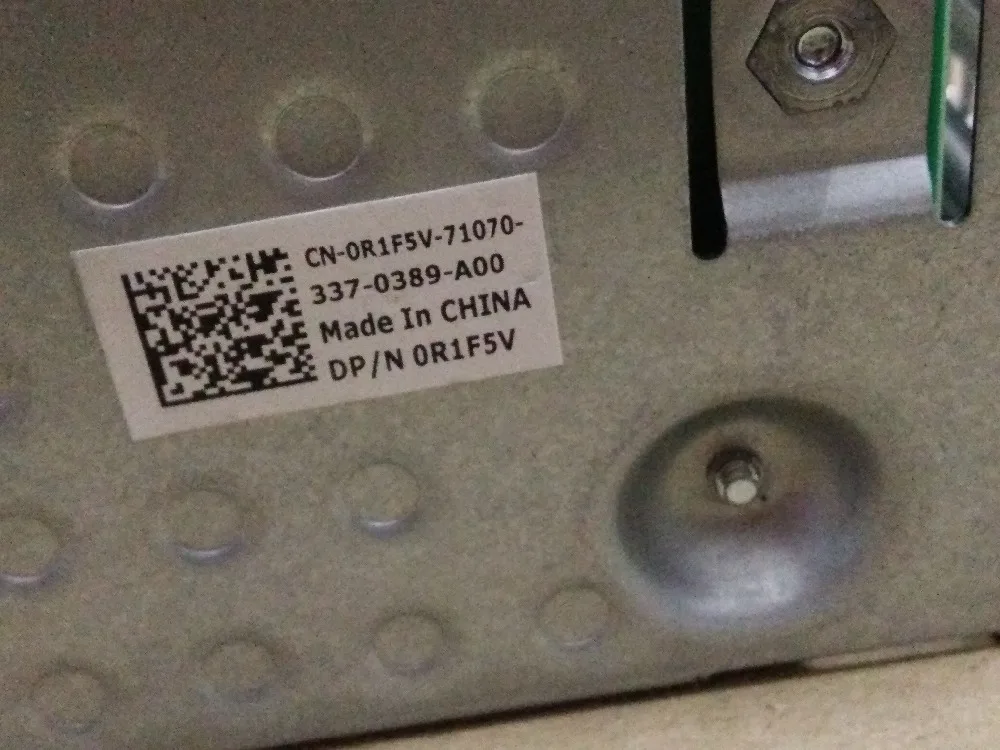 CN-0R1F5V-71070-
337-0389-A00
Made In CHINA
DP/N 0R1F5V